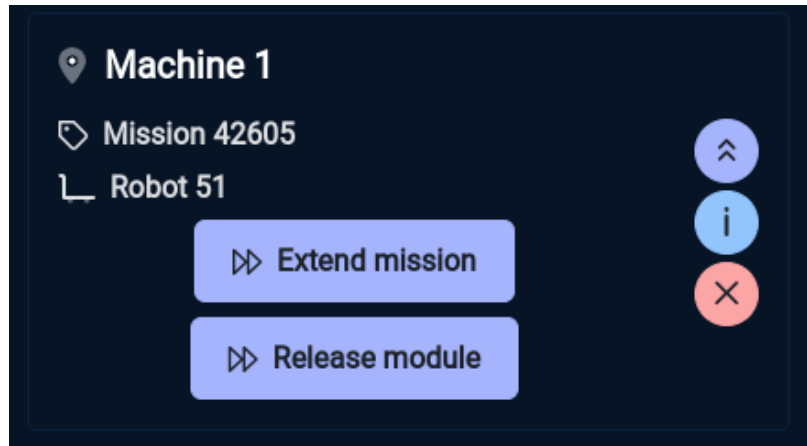 Machine 1
Mission 42605
Robot 51
i
Extend mission
Release module